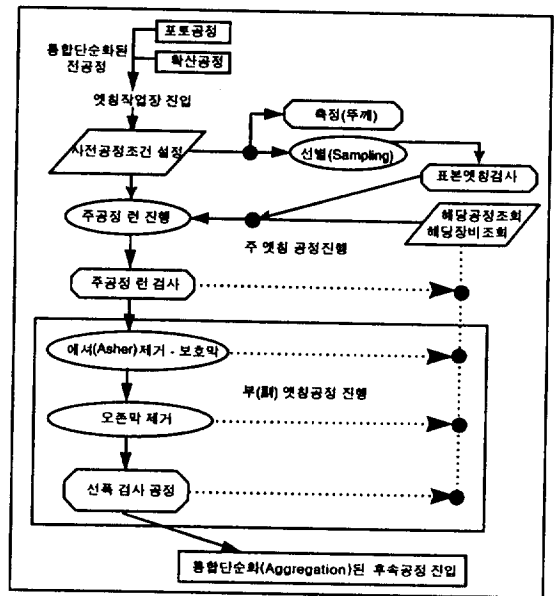 포토공정
통합단순화된
전공정
확산공정
엣칭작업장 진입
측정(뚜께)
사전공정조건 설정
선별(Sampling)
표본엣칭검사
주공정 런 진행
해당공정조회
해당장비조회
주 엣칭 공정진행
주공정 런 검사
에셔(Asher)제거 - 보호막
부(副) 엣칭공정 진행
오쫀막 제거
선폭 검사 공정
통합단순화(Aggregation)된 후속공정 진입